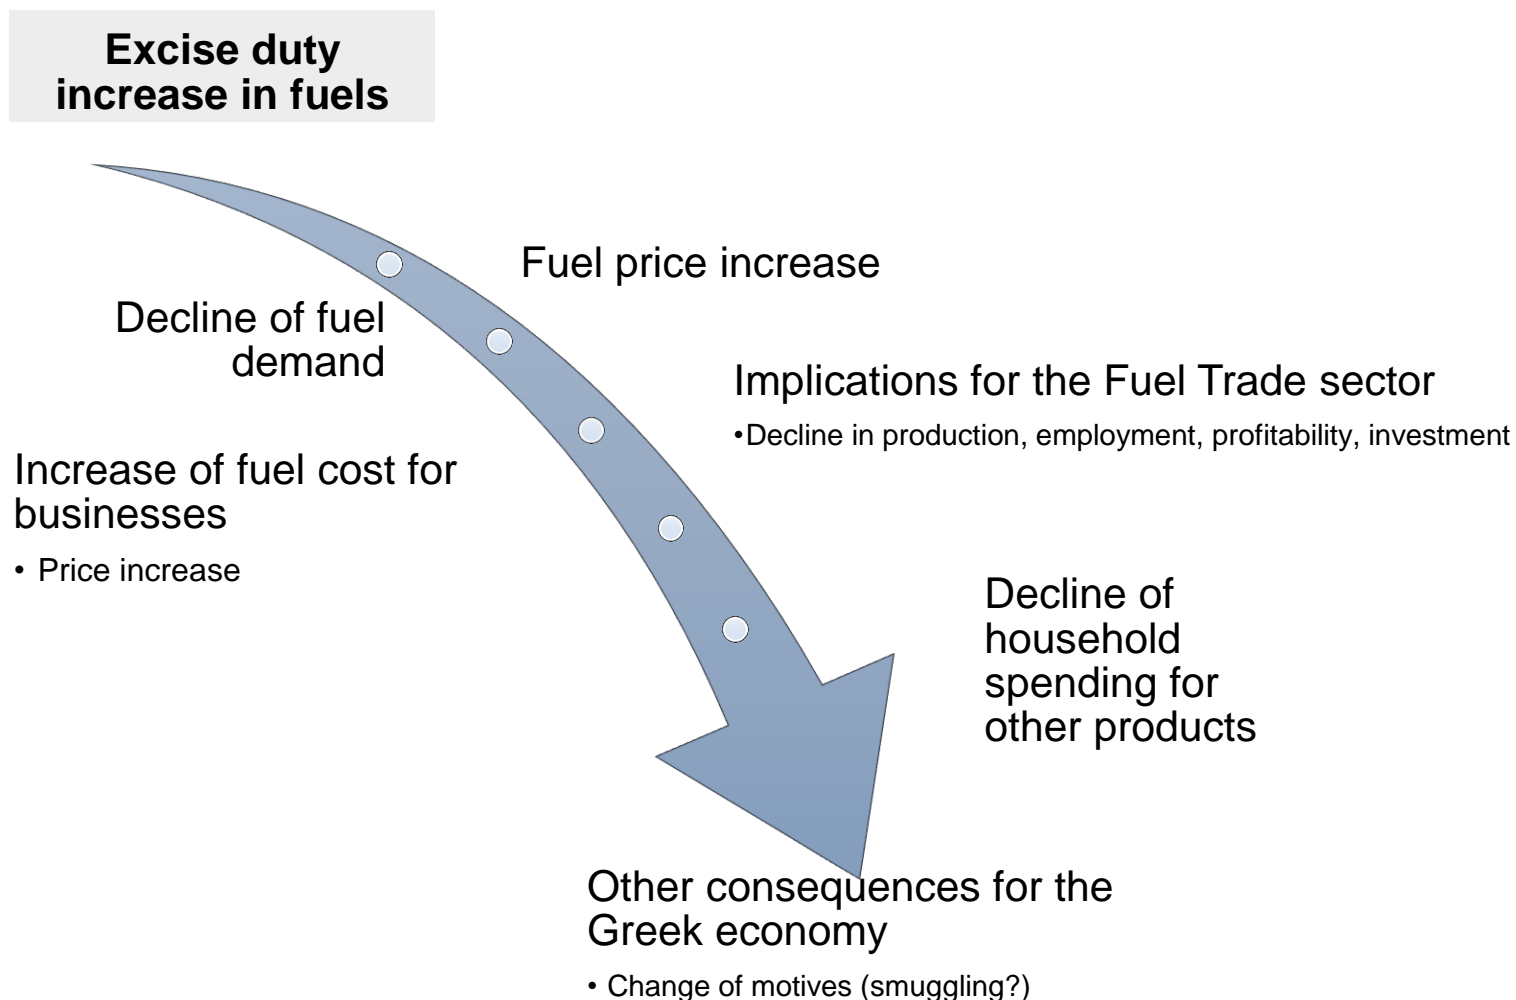 Excise duty
increase in fuels
Fuel price increase
Decline of fuel
demand
Implications for the Fuel Trade sector
•Decline in production, employment, profitability, investment
Increase of fuel cost for
businesses
• Price increase
Decline of
household
spending for
other products
Other consequences for the
Greek economy
• Change of motives (smuggling?)